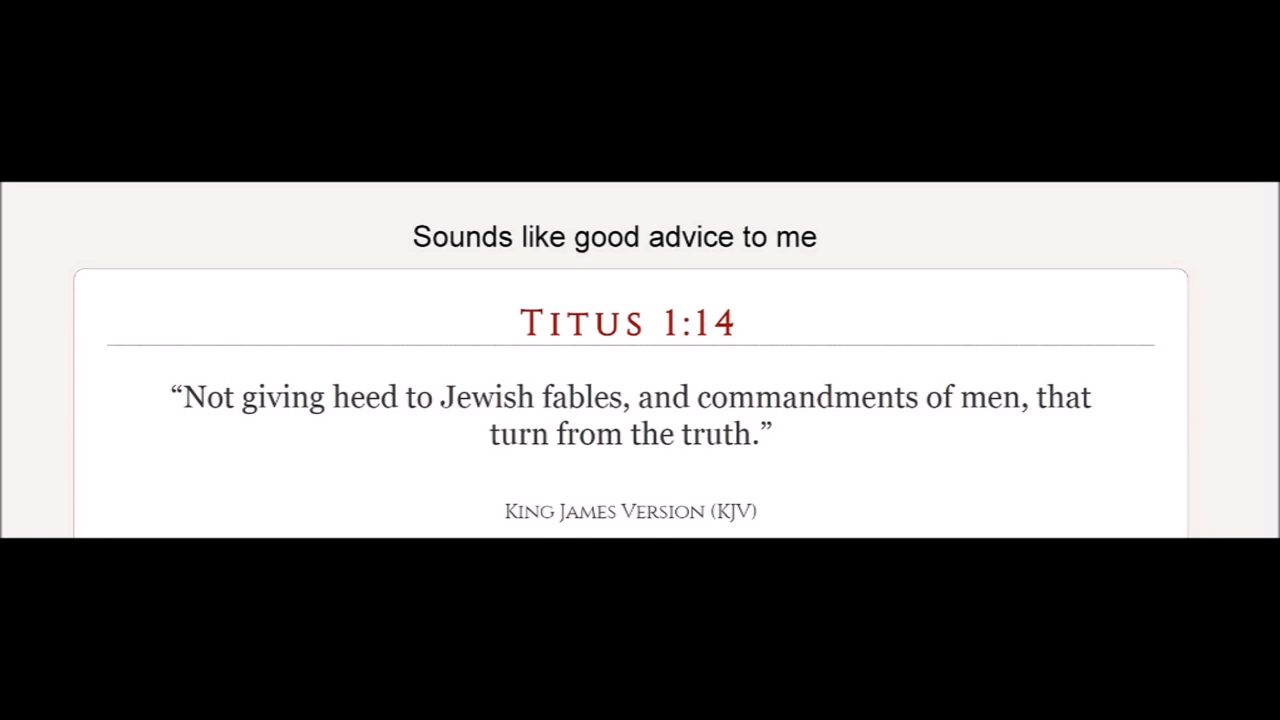 Sounds like good advice to me
Titus 1:14
“Not giving heed to Jewish fables, and commandments of men, that
turn from the truth.”
King James Version (KJV)